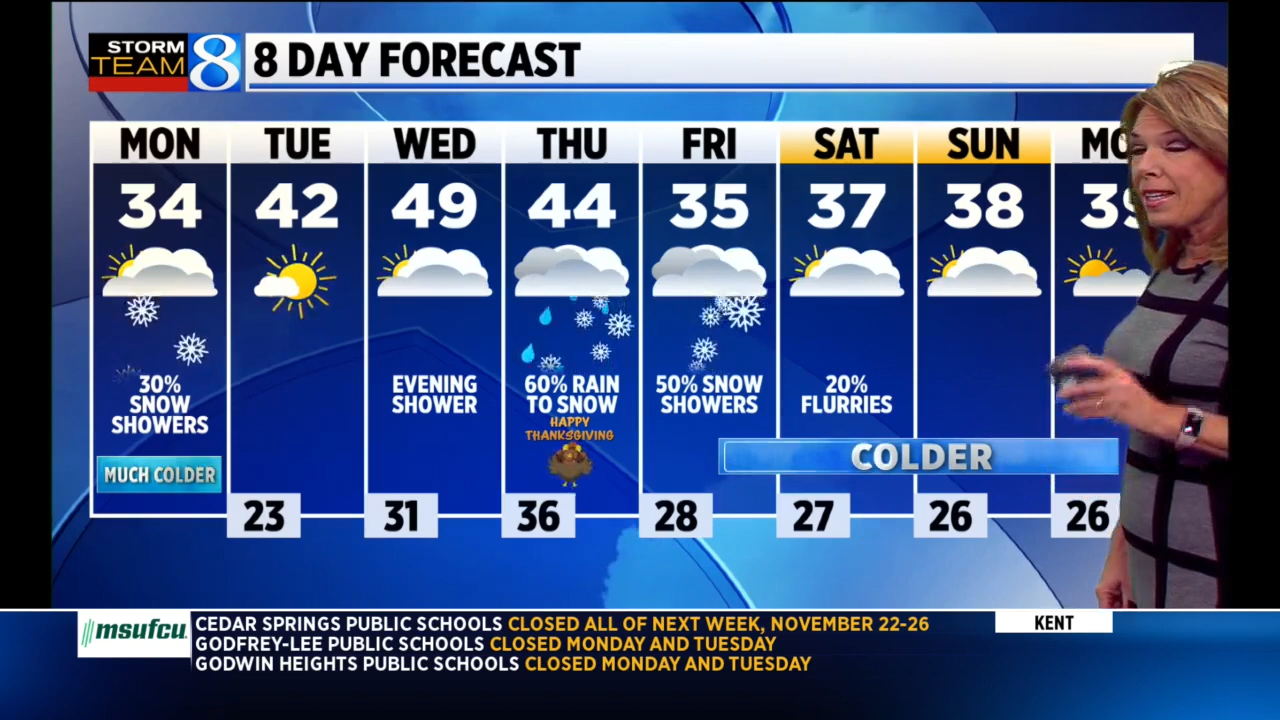 STORM
TEAM 8
8 DAY FORECAST
MON TUE WED THU FRI SAT SUN
34 42 49 44 35 37 38
30%
SNOW
SHOWERS
EVENING
SHOWER
60% RAIN
TO SNOW
HAPPY
THANKSGIVING
50% SNOW
SHOWERS
20%
FLURRIES
MUCH COLDER
COLDER
23 31 36 28 27 26 26
msufcu
CEDAR SPRINGS PUBLIC SCHOOLS CLOSED ALL OF NEXT WEEK, NOVEMBER 22-26
GODFREY-LEE PUBLIC SCHOOLS CLOSED MONDAY AND TUESDAY
GODWIN HEIGHTS PUBLIC SCHOOLS CLOSED MONDAY AND TUESDAY
KENT